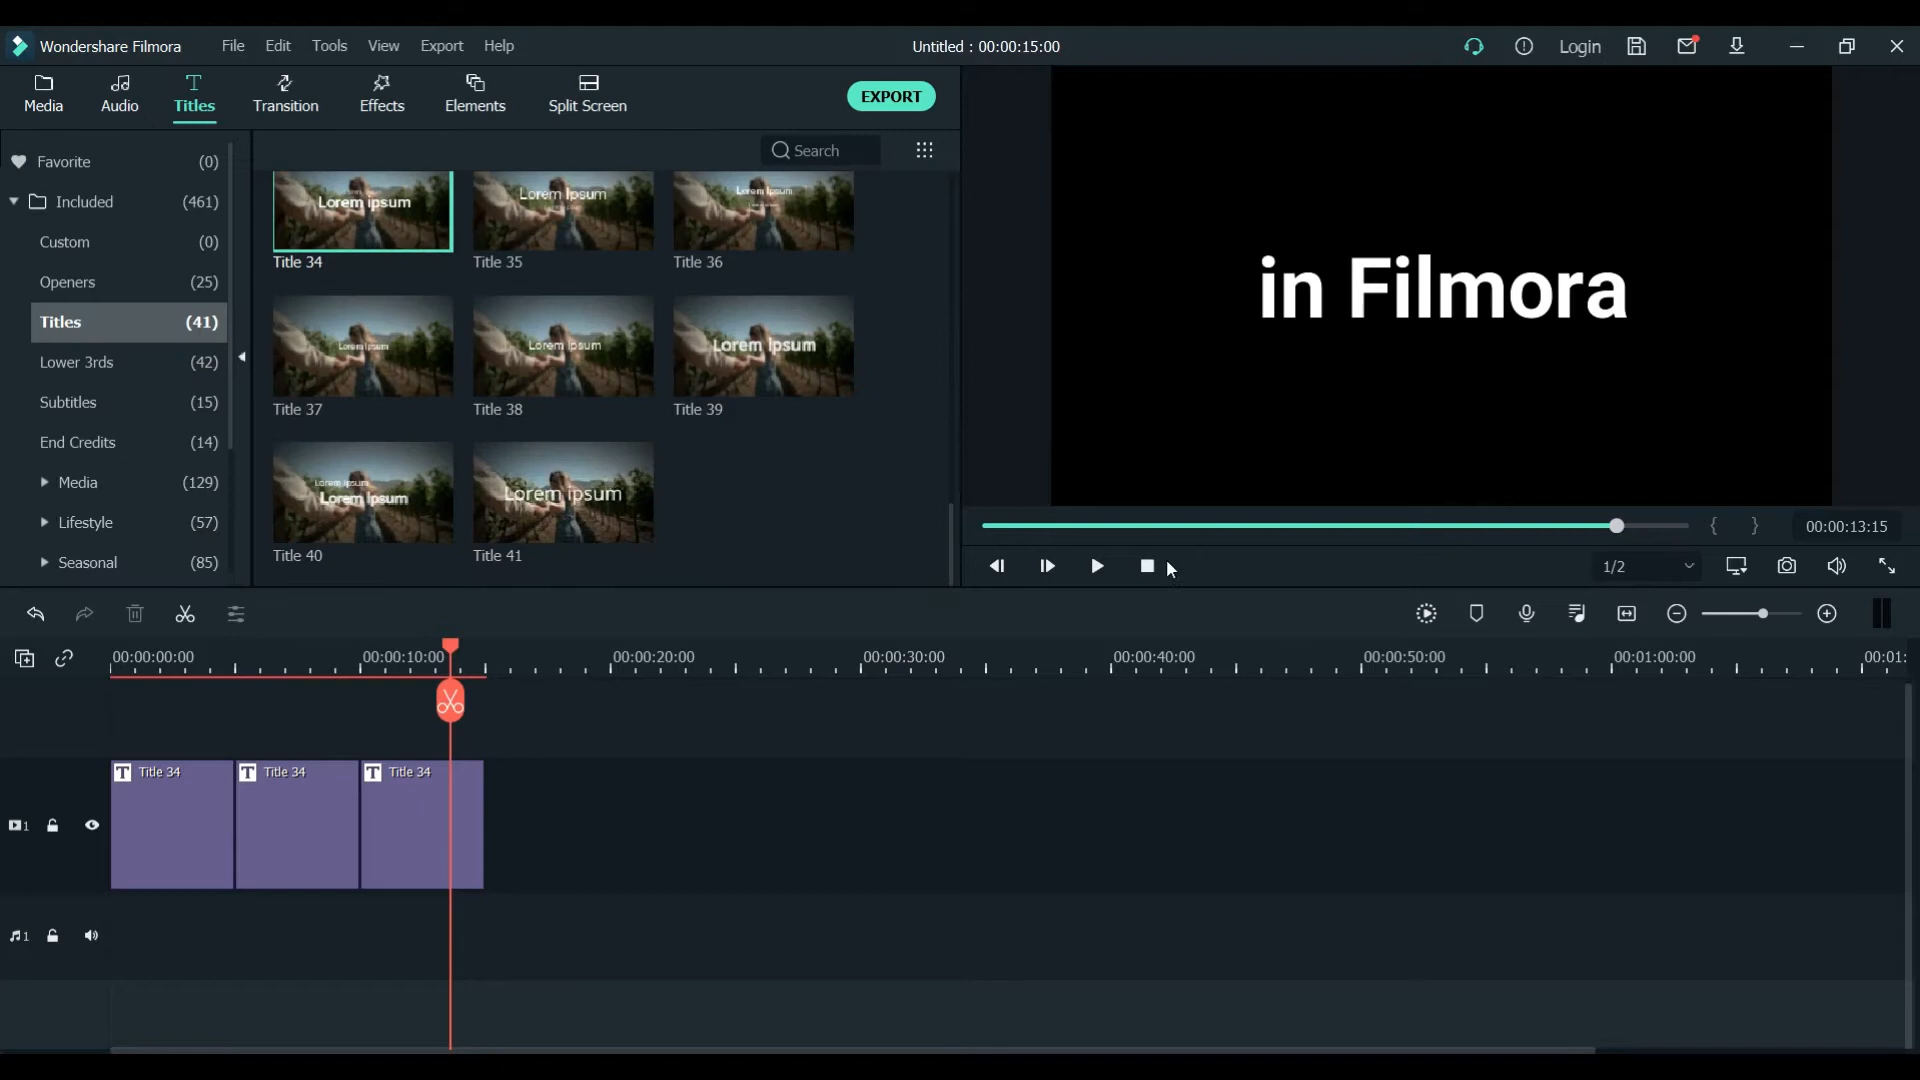 Wondershare Filmora File Edit Tools View Export Help Untitled : 00:00:15:00 Login
Media Audio Titles Transition Effects Elements Split Screen EXPORT
Search
Favorite (0)
Included (461)
Custom (0)
Openers (25)
Titles (41)
Lower 3rds (42)
Subtitles (15)
End Credits (14)
Media (129)
Lifestyle (57)
Seasonal (85)
Lorem ipsum
Lorem Ipsum
Lorem Ipsum
Title 34 Title 35 Title 36
Lorem ipsum
Lorem ipsum
Lorem Ipsum
Title 37 Title 38 Title 39
Lorem ipsum
Lorem Ipsum
Lorem ipsum
Title 40 Title 41
in Filmora
{ } 00:00:13:15
1/2
00:00:00:00 00:00:10:00 00:00:20:00 00:00:30:00 00:00:40:00 00:00:50:00 00:01:00:00 00:01:
T Title 34 T Title 34 T Title 34
1
1